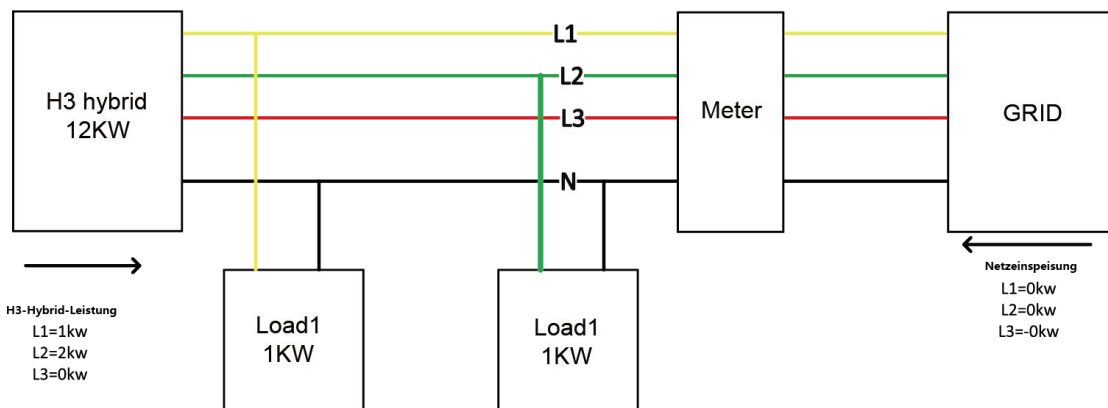 L1
L2
L3
N
H3 hybrid
12KW
Meter
GRID
H3-Hybrid-Leistung
L1=1kw
L2=2kw
L3=0kw
Load1
1KW
Load1
1KW
Netzeinspeisung
L1=0kw
L2=0kw
L3=-0kw